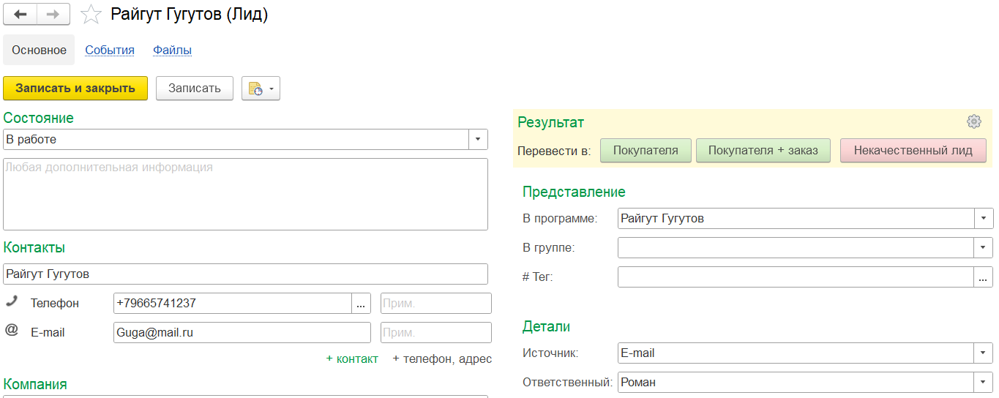 Райгут Гугутов (Лид)
Основное События Файлы
Записать и закрыть Записать
Состояние
В работе
Любая дополнительная информация
Контакты
Райгут Гугутов
Телефон +79665741237 ... Прим.
@ E-mail Guga@mail.ru Прим.
+ контакт + телефон, адрес
Компания
Результат
Перевести в: Покупателя Покупателя + заказ Некачественный лид
Представление
В программе: Райгут Гугутов
В группе:
# Тег: ...
Детали
Источник: E-mail
Ответственный: Роман